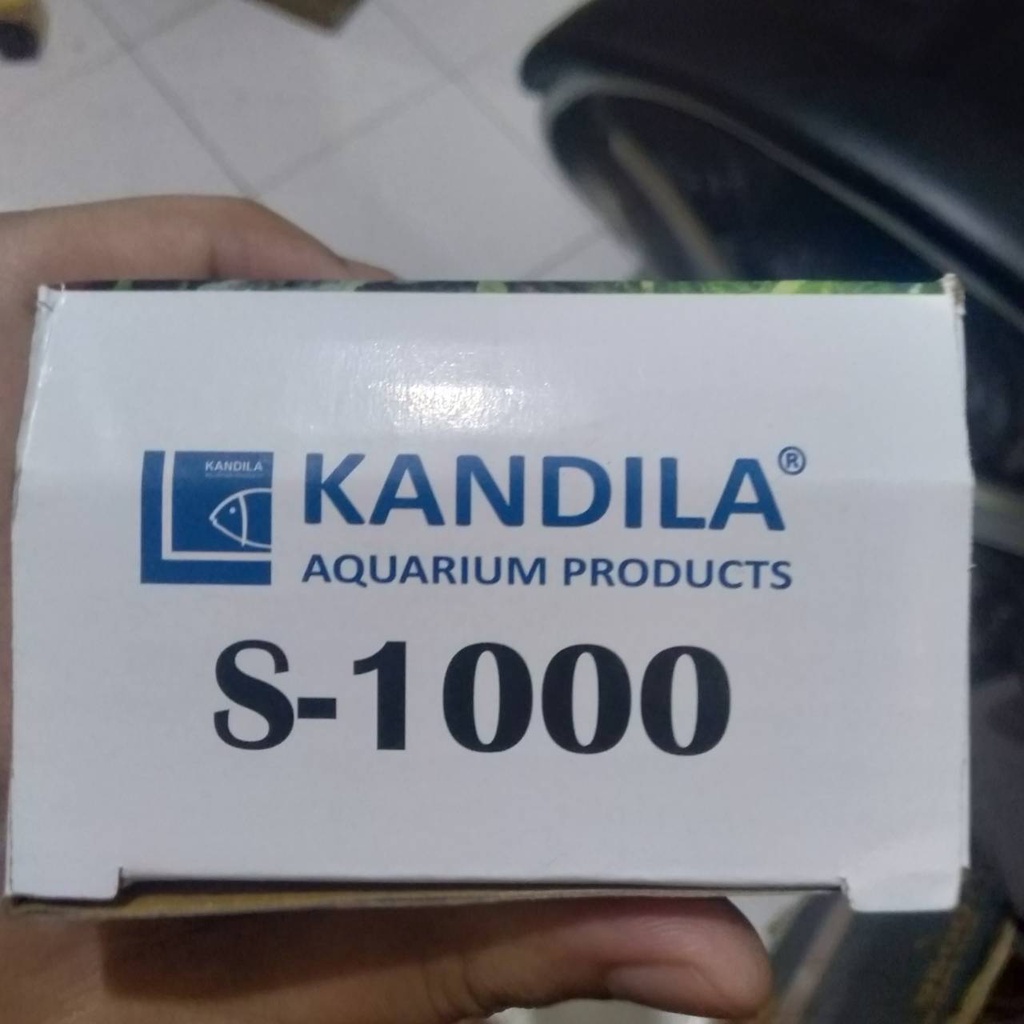 KANDILA
KANDILA®
AQUARIUM PRODUCTS
S-1000